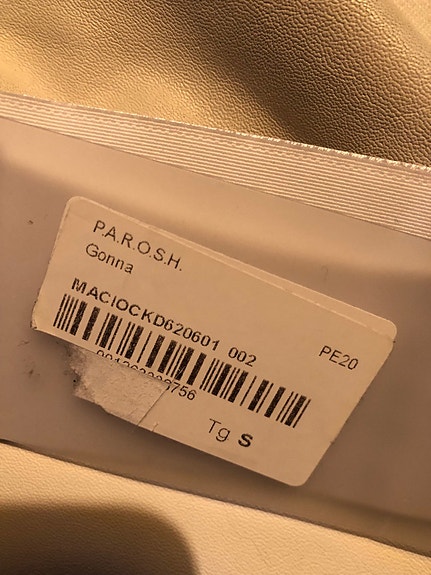 P.A.R.O.S.H.
Gonna
MACIOCKD620601 002
PE20
Tg S